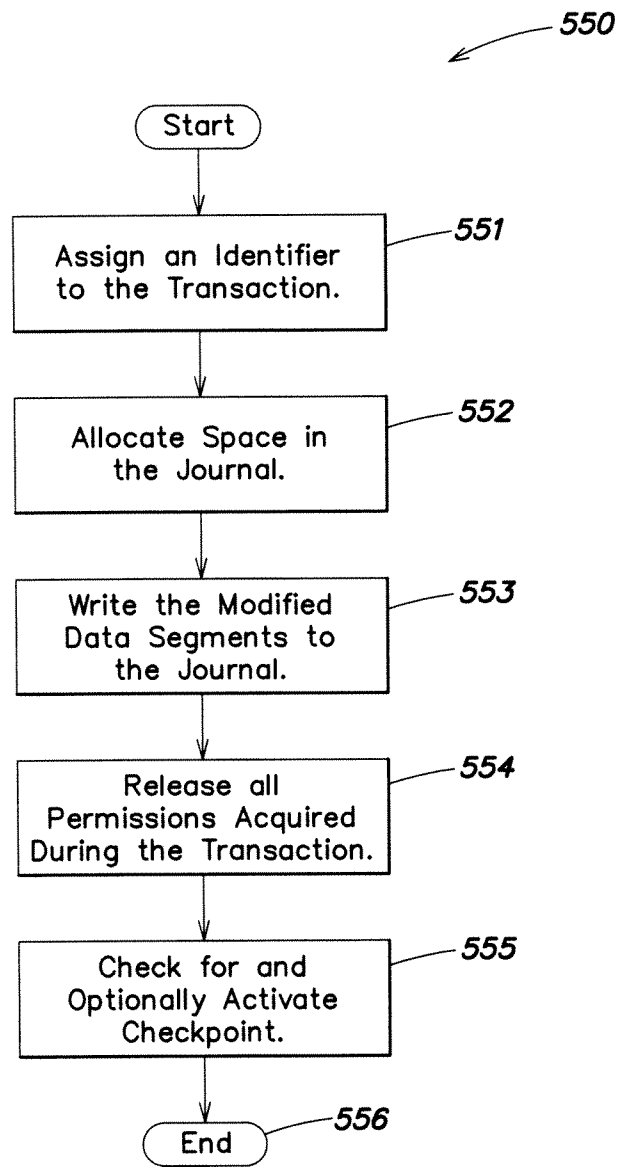 550
Start
551
Assign an Identifier
to the Transaction.
552
Allocate Space in
the Journal.
553
Write the Modified
Data Segments to
the Journal.
554
Release all
Permissions Acquired
During the Transaction.
555
Check for and
Optionally Activate
Checkpoint.
556
End